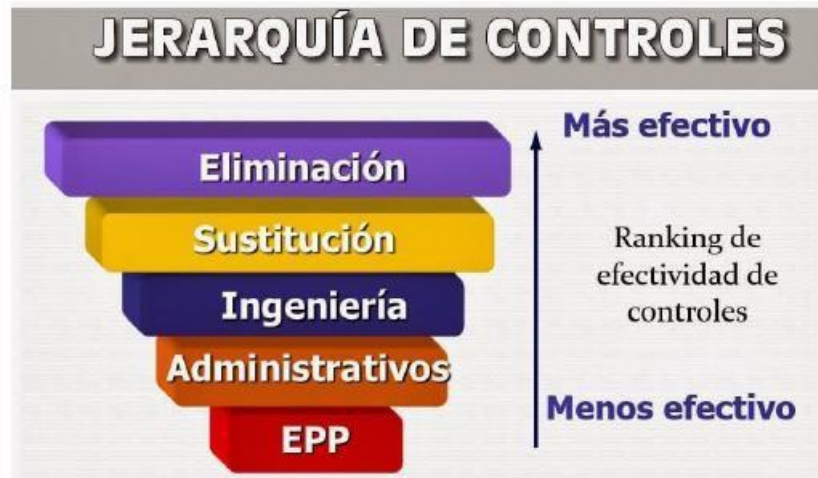 JERARQUÍA DE CONTROLES
Más efectivo
Eliminación
Sustitución
Ingeniería
Administrativos
EPP
Ranking de
efectividad de
controles
Menos efectivo